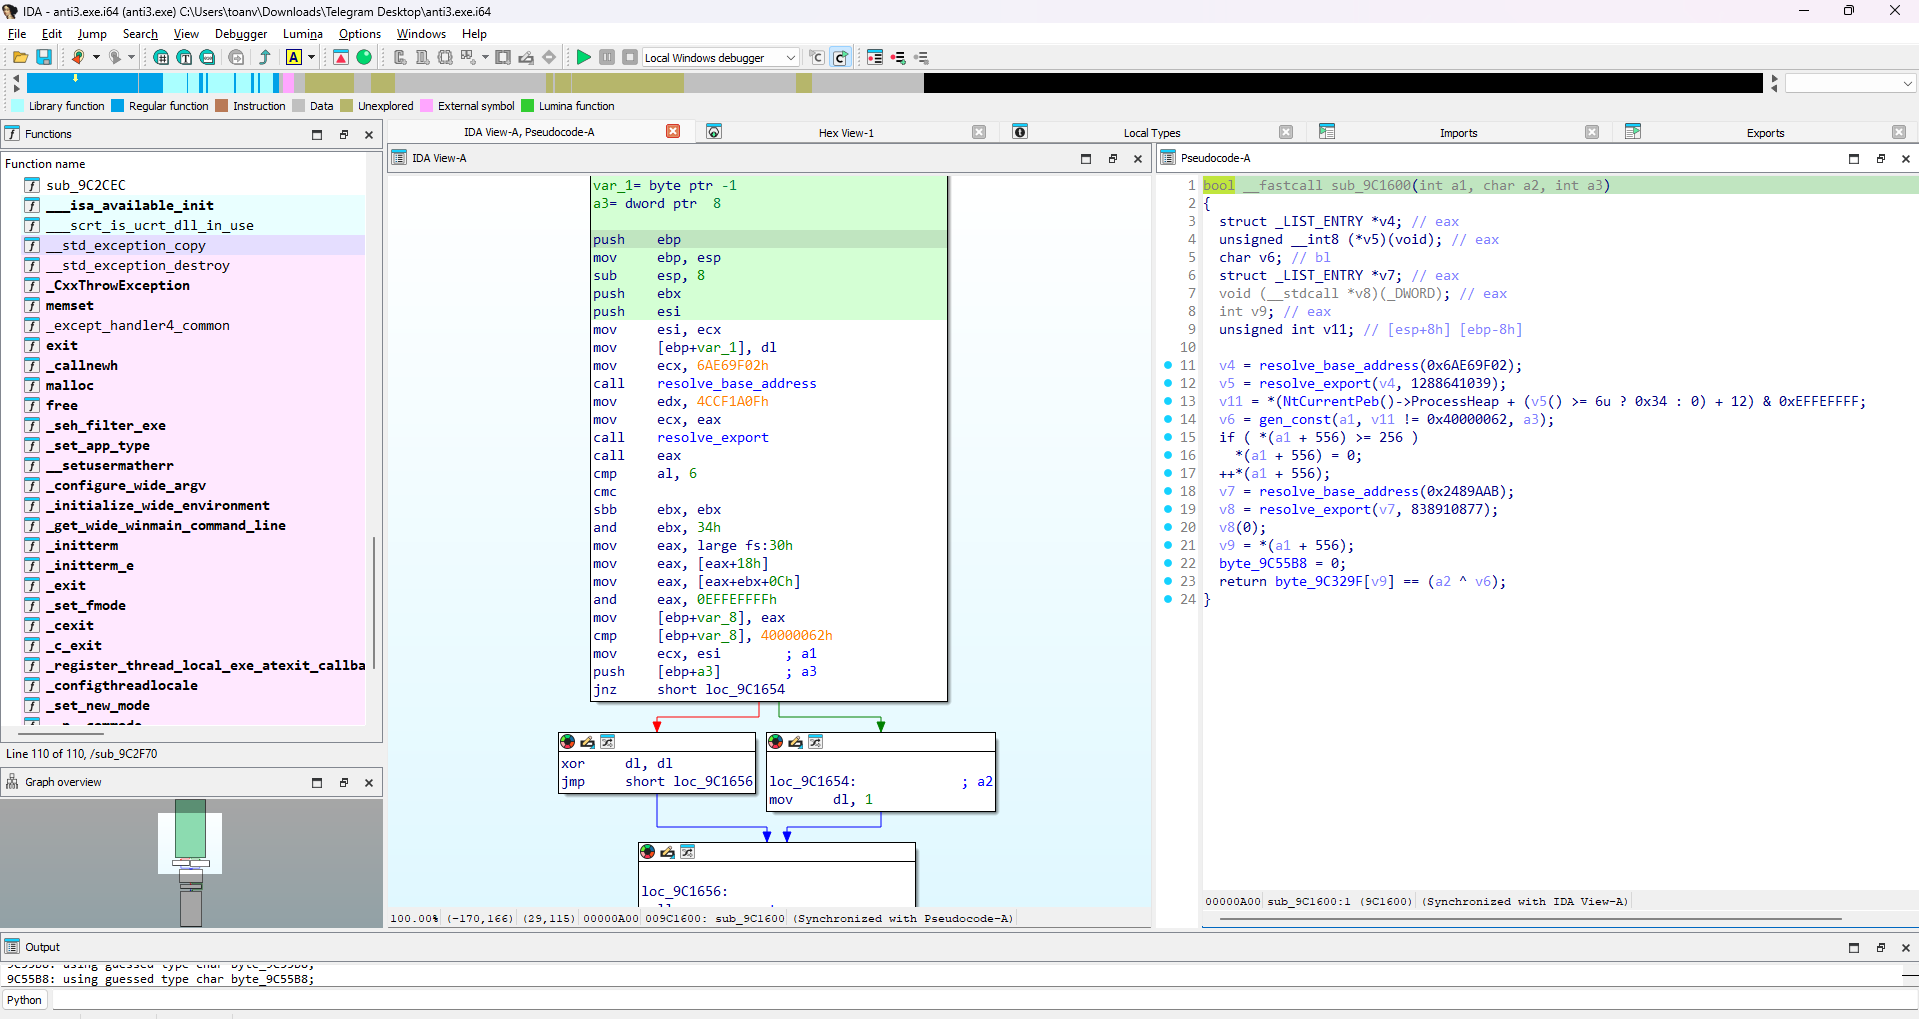 IDA - anti3.exe.i64 (anti3.exe) C:\Users\toanv\Downloads\Telegram Desktop\anti3.exe.i64
File Edit Jump Search View Debugger Lumina Options Windows Help
Local Windows debugger
Library function Regular function Instruction Data Unexplored External symbol Lumina function
Functions
Function name
sub_9C2CEC
___isa_available_init
___scrt_is_ucrt_dll_in_use
__std_exception_copy
__std_exception_destroy
_CxxThrowException
memset
_except_handler4_common
exit
_callnewh
malloc
free
_seh_filter_exe
_set_app_type
__setusermatherr
_configure_wide_argv
_initialize_wide_environment
_get_wide_winmain_command_line
_initterm
_initterm_e
_exit
_set_fmode
_cexit
_c_exit
_register_thread_local_exe_atexit_callba
_configthreadlocale
_set_new_mode
Line 110 of 110, /sub_9C2F70
Graph overview
IDA View-A, Pseudocode-A Hex View-1 Local Types Imports Exports
IDA View-A
var_1= byte ptr -1
a3= dword ptr  8
push    ebp
mov     ebp, esp
sub     esp, 8
push    ebx
push    esi
mov     esi, ecx
mov     [ebp+var_1], dl
mov     ecx, 6AE69F02h
call    resolve_base_address
mov     edx, 4CCF1A0Fh
mov     ecx, eax
call    resolve_export
call    eax
cmp     al, 6
cmc
sbb     ebx, ebx
and     ebx, 34h
mov     eax, large fs:30h
mov     eax, [eax+18h]
mov     eax, [eax+ebx+0Ch]
and     eax, 0EFFEFFFFh
mov     [ebp+var_8], eax
cmp     [ebp+var_8], 40000062h
mov     ecx, esi        ; a1
push    [ebp+a3]        ; a3
jnz     short loc_9C1654
xor     dl, dl
jmp     short loc_9C1656
loc_9C1654:             ; a2
mov     dl, 1
loc_9C1656:
100.00% (-170,166) (29,115) 00000A00 009C1600: sub_9C1600 (Synchronized with Pseudocode-A)
Pseudocode-A
1 bool __fastcall sub_9C1600(int a1, char a2, int a3)
2 {
3 struct _LIST_ENTRY *v4; // eax
4 unsigned __int8 (*v5)(void); // eax
5 char v6; // bl
6 struct _LIST_ENTRY *v7; // eax
7 void (__stdcall *v8)(_DWORD); // eax
8 int v9; // eax
9 unsigned int v11; // [esp+8h] [ebp-8h]
10
11 v4 = resolve_base_address(0x6AE69F02);
12 v5 = resolve_export(v4, 1288641039);
13 v11 = *(NtCurrentPeb()->ProcessHeap + (v5() >= 6u ? 0x34 : 0) + 12) & 0xEFFEFFFF;
14 v6 = gen_const(a1, v11 != 0x40000062, a3);
15 if ( *(a1 + 556) >= 256 )
16 *(a1 + 556) = 0;
17 ++*(a1 + 556);
18 v7 = resolve_base_address(0x2489AAB);
19 v8 = resolve_export(v7, 838910877);
20 v8(0);
21 v9 = *(a1 + 556);
22 byte_9C55B8 = 0;
23 return byte_9C329F[v9] == (a2 ^ v6);
24 }
00000A00 sub_9C1600:1 (9C1600) (Synchronized with IDA View-A)
Output
9C55B8: using guessed type char byte_9C55B8;
9C55B8: using guessed type char byte_9C55B8;
Python